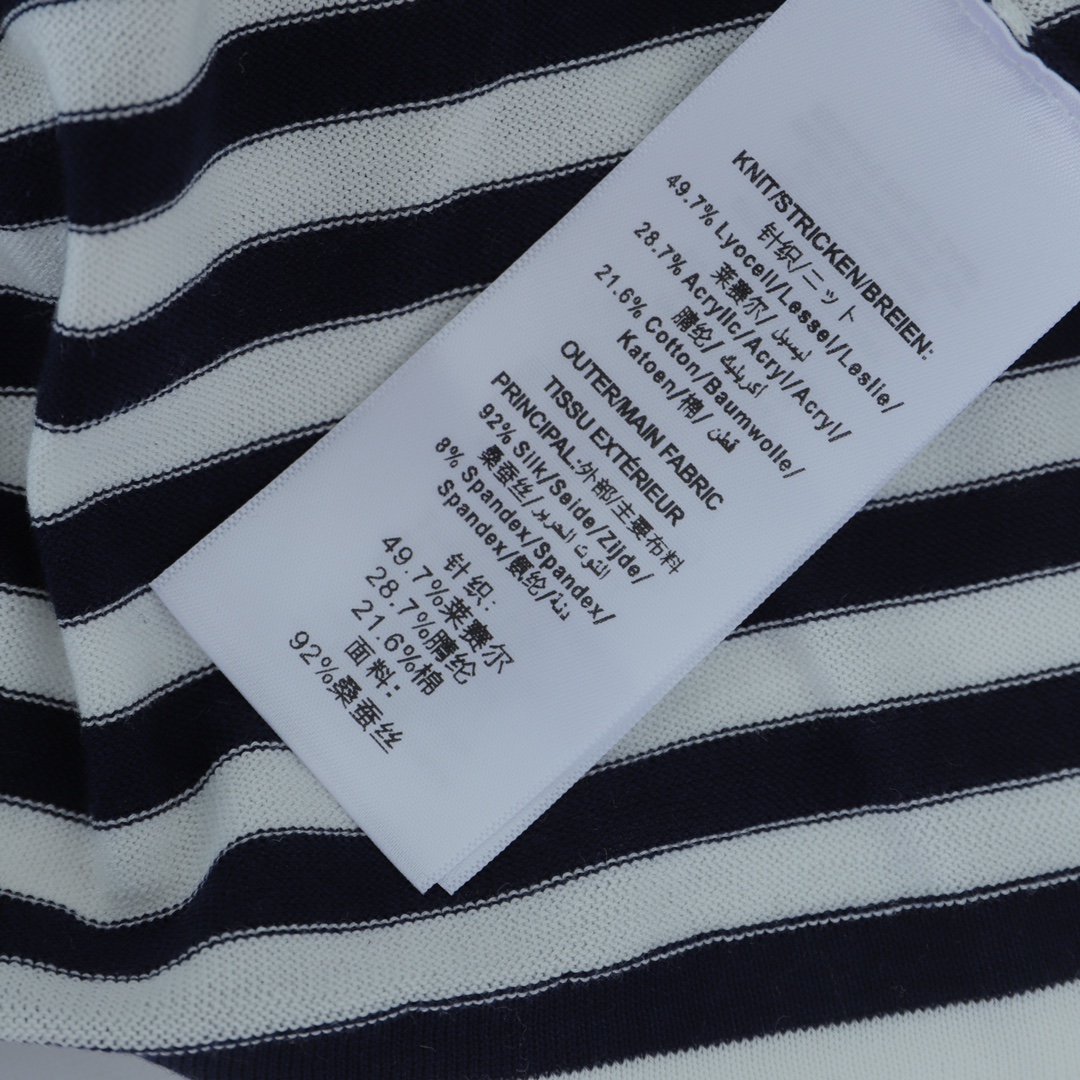 KNIT/STRICKEN/BREIEN:
针织/ニット
49.7% Lyocell/Lessel/Leslie/
莱赛尔/ ليسيل
28.7% Acryllc/Acryl/Acryl/
腈纶/ أكريليك
21.6% Cotton/Baumwolle/
Katoen/棉/ قطن
OUTER/MAIN FABRIC
TISSU EXTÉRIEUR
PRINCIPAL:外部/主要布料
92% Silk/Seide/Zijde/
桑蚕丝/ التوت الحرير
8% Spandex/Spandex/
Spandex/氨纶/
针织:
49.7%莱赛尔
28.7%腈纶
21.6%棉
面料:
92%桑蚕丝